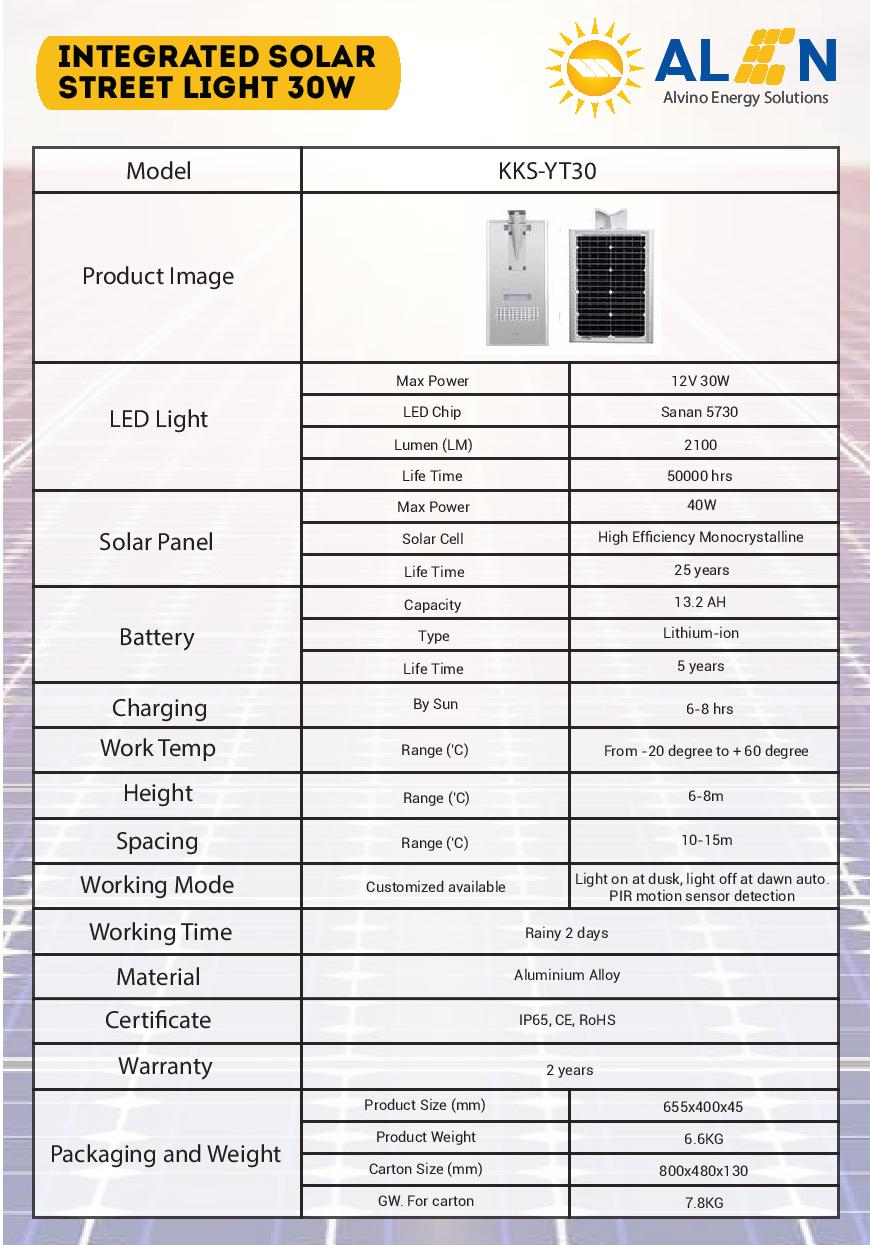 INTEGRATED SOLAR
STREET LIGHT 30W
ALEN
Alvino Energy Solutions
Model
KKS-YT30
Product Image
LED Light
Max Power
12V 30W
LED Chip
Sanan 5730
Lumen (LM)
2100
Life Time
50000 hrs
Solar Panel
Max Power
40W
Solar Cell
High Efficiency Monocrystalline
Life Time
25 years
Battery
Capacity
13.2 AH
Type
Lithium-ion
Life Time
5 years
Charging
By Sun
6-8 hrs
Work Temp
Range ('C)
From -20 degree to + 60 degree
Height
Range ('C)
6-8m
Spacing
Range ('C)
10-15m
Working Mode
Customized available
Light on at dusk, light off at dawn auto.
PIR motion sensor detection
Working Time
Rainy 2 days
Material
Aluminium Alloy
Certificate
IP65, CE, RoHS
Warranty
2 years
Packaging and Weight
Product Size (mm)
655x400x45
Product Weight
6.6KG
Carton Size (mm)
800x480x130
GW. For carton
7.8KG